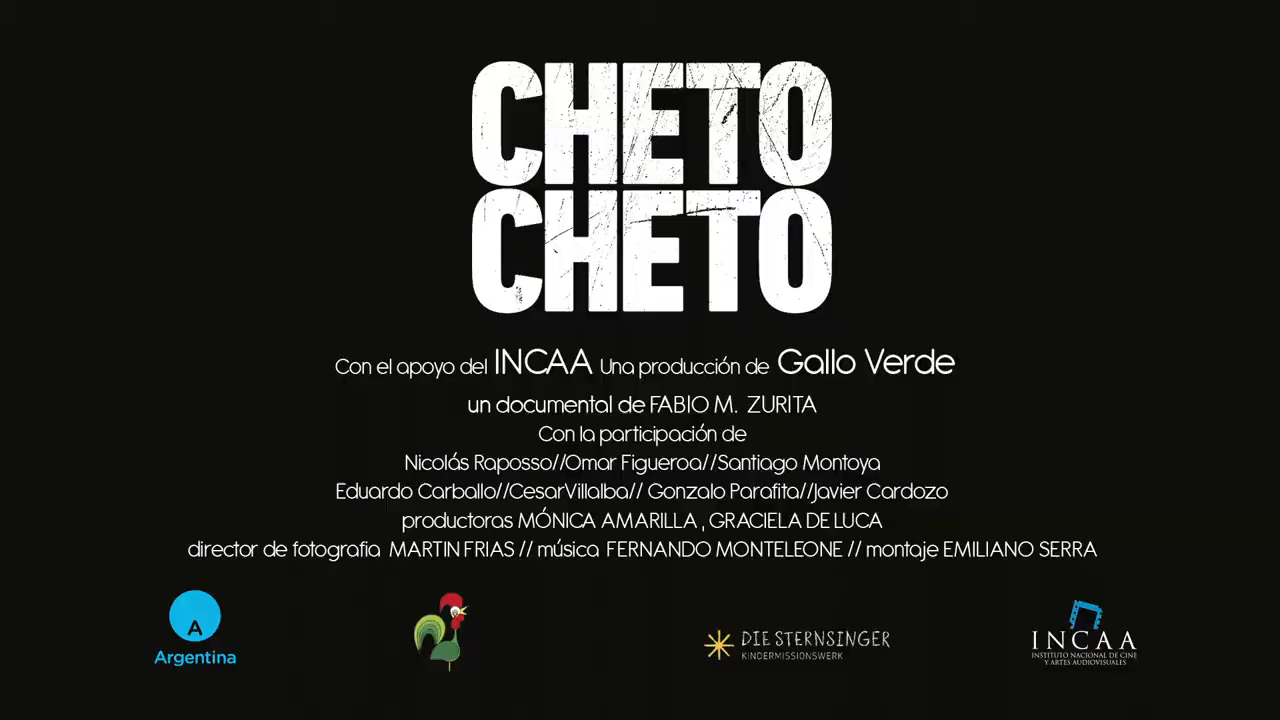 CHETO
CHETO
Con el apoyo del INCAA Una producción de Gallo Verde
un documental de FABIO M. ZURITA
Con la participación de
Nicolás Raposso//Omar Figueroa//Santiago Montoya
Eduardo Carballo//CesarVillalba// Gonzalo Parafita//Javier Cardozo
productoras MÓNICA AMARILLA , GRACIELA DE LUCA
director de fotografia MARTIN FRIAS // música FERNANDO MONTELEONE // montaje EMILIANO SERRA
A
Argentina
DIE STERNSINGER
KINDERMISSIONSWERK
INCAA
INSTITUTO NACIONAL DE CINE
Y ARTES AUDIOVISUALES